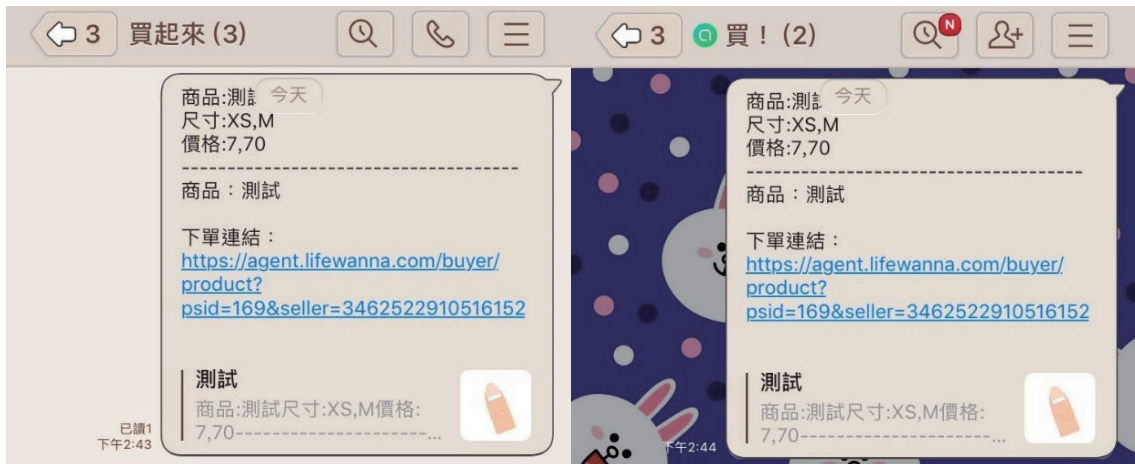 3 買起來 (3)
商品:測 今天
尺寸:XS,M
價格:7,70
---------------------------------------
商品：測試
下單連結：
https://agent.lifewanna.com/buyer/
product?
psid=169&seller=3462522910516152
測試
商品:測試尺寸:XS,M價格:
7,70---------------------...
已讀1
下午2:43
3 買！ (2)
N
商品:測 今天
尺寸:XS,M
價格:7,70
---------------------------------------
商品：測試
下單連結：
https://agent.lifewanna.com/buyer/
product?
psid=169&seller=3462522910516152
測試
商品:測試尺寸:XS,M價格:
7,70---------------------...
下午2:44